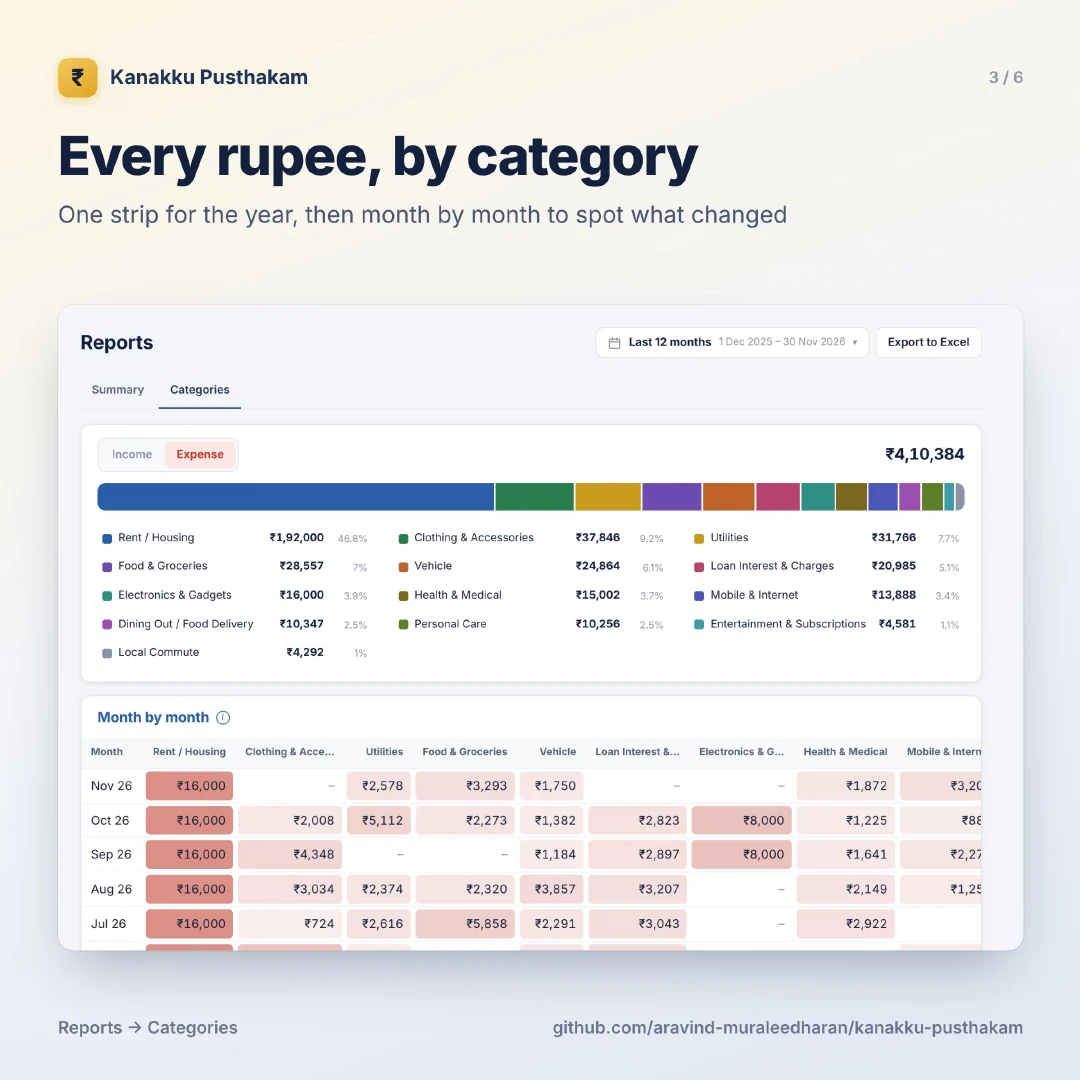 ₹ Kanakku Pusthakam
3 / 6
Every rupee, by category
One strip for the year, then month by month to spot what changed
Reports
Last 12 months 1 Dec 2025 – 30 Nov 2026 ▾
Export to Excel
Summary Categories
Income Expense ₹4,10,384
Rent / Housing ₹1,92,000 46.8% Clothing & Accessories ₹37,846 9.2% Utilities ₹31,766 7.7%
Food & Groceries ₹28,557 7% Vehicle ₹24,864 6.1% Loan Interest & Charges ₹20,985 5.1%
Electronics & Gadgets ₹16,000 3.9% Health & Medical ₹15,002 3.7% Mobile & Internet ₹13,888 3.4%
Dining Out / Food Delivery ₹10,347 2.5% Personal Care ₹10,256 2.5% Entertainment & Subscriptions ₹4,581 1.1%
Local Commute ₹4,292 1%
Month by month i
Month Rent / Housing Clothing & Acce... Utilities Food & Groceries Vehicle Loan Interest &... Electronics & G... Health & Medical Mobile & Intern
Nov 26 ₹16,000 – ₹2,578 ₹3,293 ₹1,750 – – ₹1,872 ₹3,20
Oct 26 ₹16,000 ₹2,008 ₹5,112 ₹2,273 ₹1,382 ₹2,823 ₹8,000 ₹1,225 ₹88
Sep 26 ₹16,000 ₹4,348 – – ₹1,184 ₹2,897 ₹8,000 ₹1,641 ₹2,27
Aug 26 ₹16,000 ₹3,034 ₹2,374 ₹2,320 ₹3,857 ₹3,207 – ₹2,149 ₹1,25
Jul 26 ₹16,000 ₹724 ₹2,616 ₹5,858 ₹2,291 ₹3,043 – ₹2,922
Reports → Categories
github.com/aravind-muraleedharan/kanakku-pusthakam